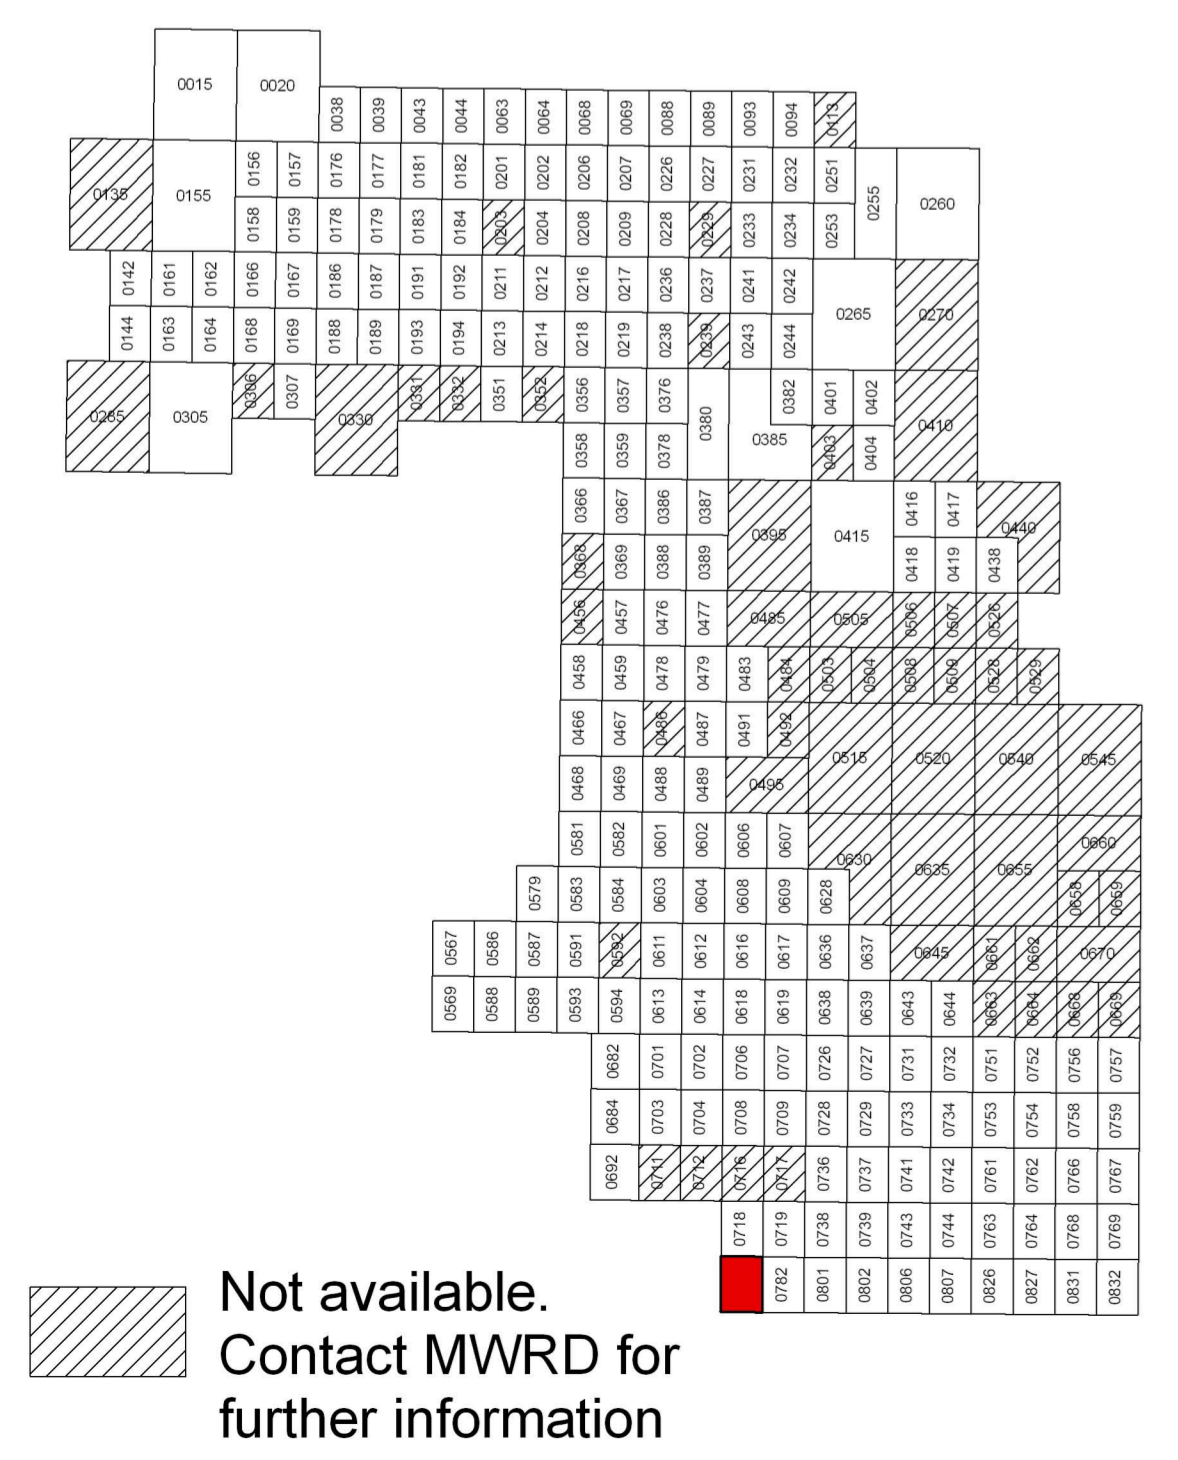 0015 0020
0038 0039 0043 0044 0063 0064 0068 0069 0088 0089 0093 0094 0113
0135 0155 0156 0157 0176 0177 0181 0182 0201 0202 0206 0207 0226 0227 0231 0232 0251 0255 0260
0158 0159 0178 0179 0183 0184 0203 0204 0208 0209 0228 0229 0233 0234 0253
0142 0161 0162 0166 0167 0186 0187 0191 0192 0211 0212 0216 0217 0236 0237 0241 0242 0265 0270
0144 0163 0164 0168 0169 0188 0189 0193 0194 0213 0214 0218 0219 0238 0239 0243 0244
0285 0305 0306 0307 0330 0331 0332 0351 0352 0356 0357 0376 0380 0385 0382 0401 0402 0410
0358 0359 0378 0403 0404
0366 0367 0386 0387 0395 0415 0416 0417 0440
0368 0369 0388 0389 0418 0419 0438
0456 0457 0476 0477 0485 0505 0506 0507 0526
0458 0459 0478 0479 0483 0484 0503 0504 0508 0509 0528 0529
0466 0467 0486 0487 0491 0492 0515 0520 0540 0545
0468 0469 0488 0489 0495
0581 0582 0601 0602 0606 0607 0630 0635 0655 0660
0579 0583 0584 0603 0604 0608 0609 0628 0658 0659
0567 0586 0587 0591 0592 0611 0612 0616 0617 0636 0637 0645 0661 0662 0670
0569 0588 0589 0593 0594 0613 0614 0618 0619 0638 0639 0643 0644 0663 0664 0668 0669
0682 0701 0702 0706 0707 0726 0727 0731 0732 0751 0752 0756 0757
0684 0703 0704 0708 0709 0728 0729 0733 0734 0753 0754 0758 0759
0692 0711 0712 0716 0717 0736 0737 0741 0742 0761 0762 0766 0767
0718 0719 0738 0739 0743 0744 0763 0764 0768 0769
0782 0801 0802 0806 0807 0826 0827 0831 0832
Not available.
Contact MWRD for
further information